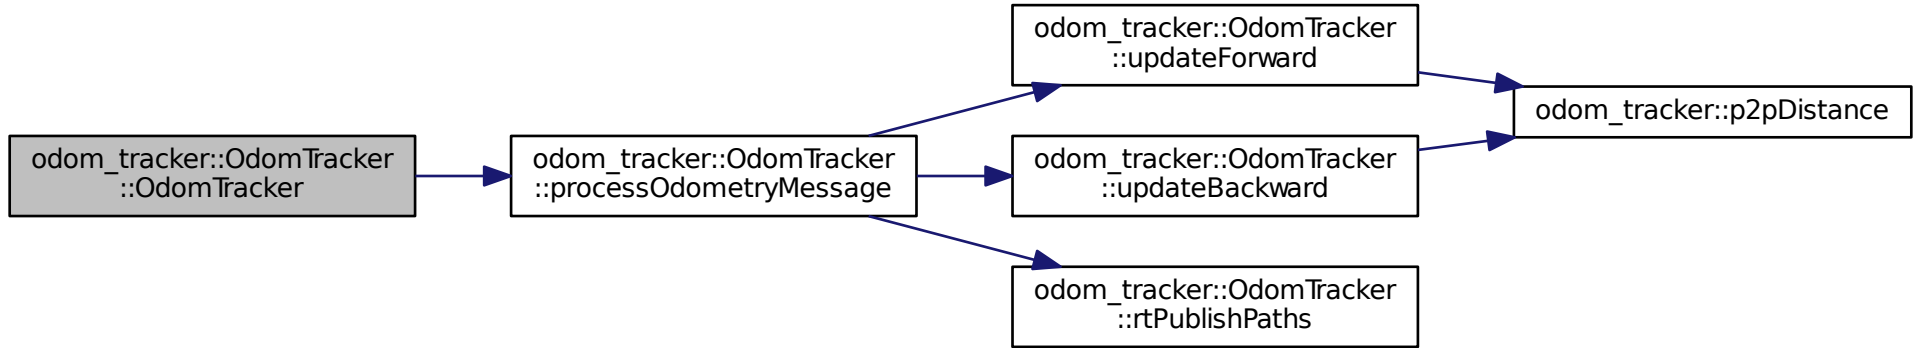 odom_tracker::OdomTracker
::OdomTracker
odom_tracker::OdomTracker
::processOdometryMessage
odom_tracker::OdomTracker
::updateForward
odom_tracker::OdomTracker
::updateBackward
odom_tracker::OdomTracker
::rtPublishPaths
odom_tracker::p2pDistance